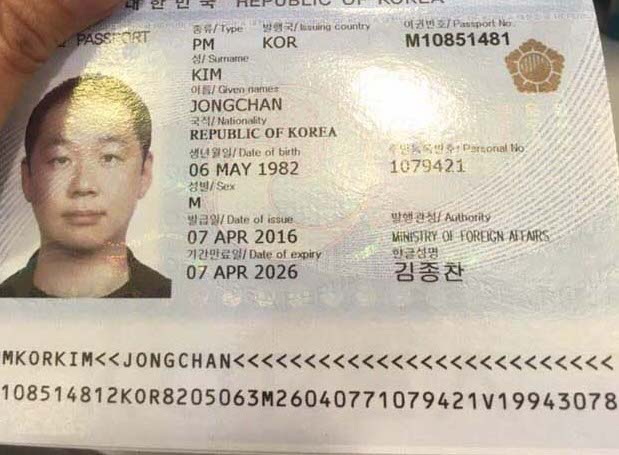 대한민국 REPUBLIC OF KOREA
PASSPORT
종류/Type 발행국/Issuing country 여권번호/Passport No.
PM KOR M10851481
성/Surname
KIM
이름/Given names
JONGCHAN
국적/Nationality
REPUBLIC OF KOREA
생년월일/Date of birth 주민등록번호/Personal No.
06 MAY 1982 1079421
성별/Sex
M
발급일/Date of issue 발행관청/Authority
07 APR 2016 MINISTRY OF FOREIGN AFFAIRS
기간만료일/Date of expiry 한글성명
07 APR 2026 김종찬
MKORKIM<<JONGCHAN<<<<<<<<<<<<<<<<<<<<<<<<<<<
108514812KOR8205063M26040771079421V19943078